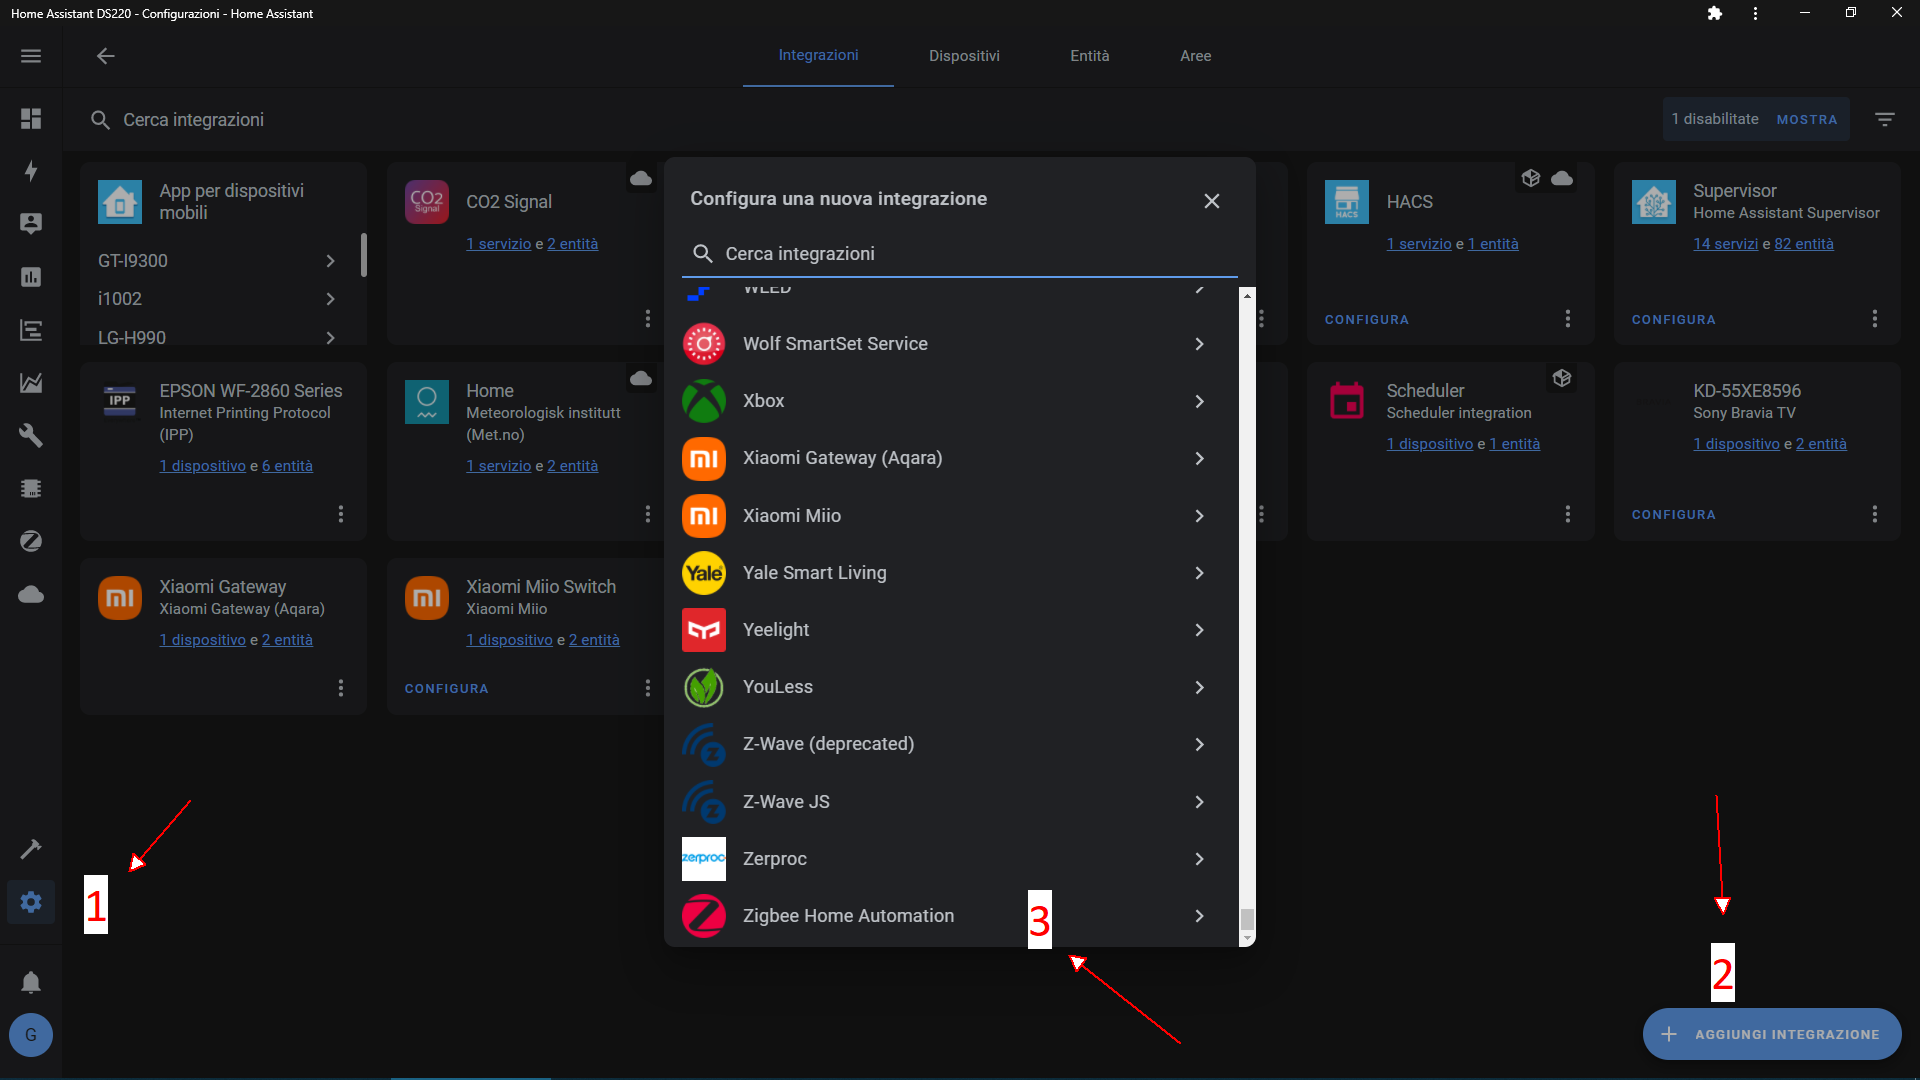 Home Assistant DS220 - Configurazioni - Home Assistant
Integrazioni
Dispositivi
Entità
Aree
Cerca integrazioni
1 disabilitate
MOSTRA
App per dispositivi
mobili
GT-I9300
i1002
LG-H990
CO2
Signal
CO2 Signal
1 servizio e 2 entità
HACS
HACS
1 servizio e 1 entità
CONFIGURA
Supervisor
Home Assistant Supervisor
14 servizi e 82 entità
CONFIGURA
IPP
EPSON WF-2860 Series
Internet Printing Protocol
(IPP)
1 dispositivo e 6 entità
Home
Meteorologisk institutt
(Met.no)
1 servizio e 2 entità
Scheduler
Scheduler integration
1 dispositivo e 1 entità
KD-55XE8596
Sony Bravia TV
1 dispositivo e 2 entità
CONFIGURA
Xiaomi Gateway
Xiaomi Gateway (Aqara)
1 dispositivo e 2 entità
Xiaomi Miio Switch
Xiaomi Miio
1 dispositivo e 2 entità
CONFIGURA
Configura una nuova integrazione
Cerca integrazioni
WLED
Wolf SmartSet Service
Xbox
Xiaomi Gateway (Aqara)
Xiaomi Miio
Yale
Yale Smart Living
Yeelight
YouLess
Z-Wave (deprecated)
Z-Wave JS
zerproc
Zerproc
Zigbee Home Automation
1
3
2
G
AGGIUNGI INTEGRAZIONE